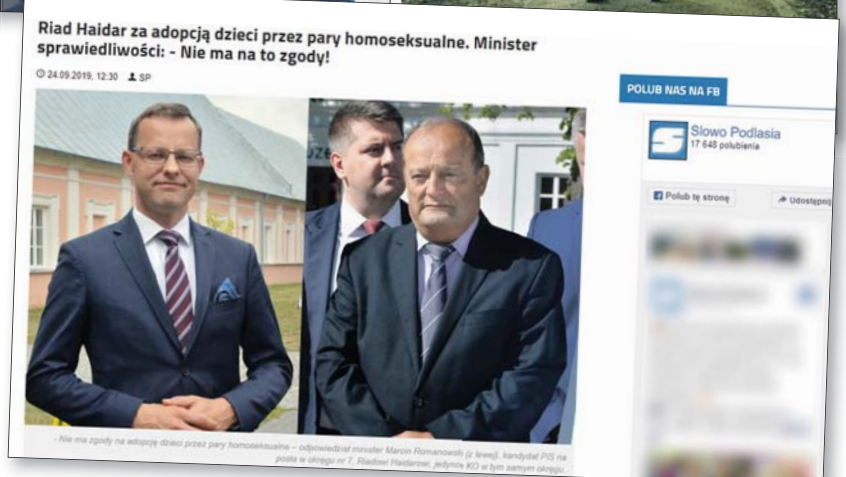 Riad Haidar za adopcją dzieci przez pary homoseksualne. Minister
sprawiedliwości: - Nie ma na to zgody!
24.09.2019, 12:30 SP
POLUB NAS NA FB
Słowo Podlasia
17 648 polubienia
Polub tę stronę
Udostępnij
- Nie ma zgody na adopcję dzieci przez pary homoseksualne – odpowiedział minister Marcin Romanowski (z lewej), kandydat PIS na
posła w okręgu nr 7, Riadowi Haidarowi, jedynce KO w tym samym okręgu.